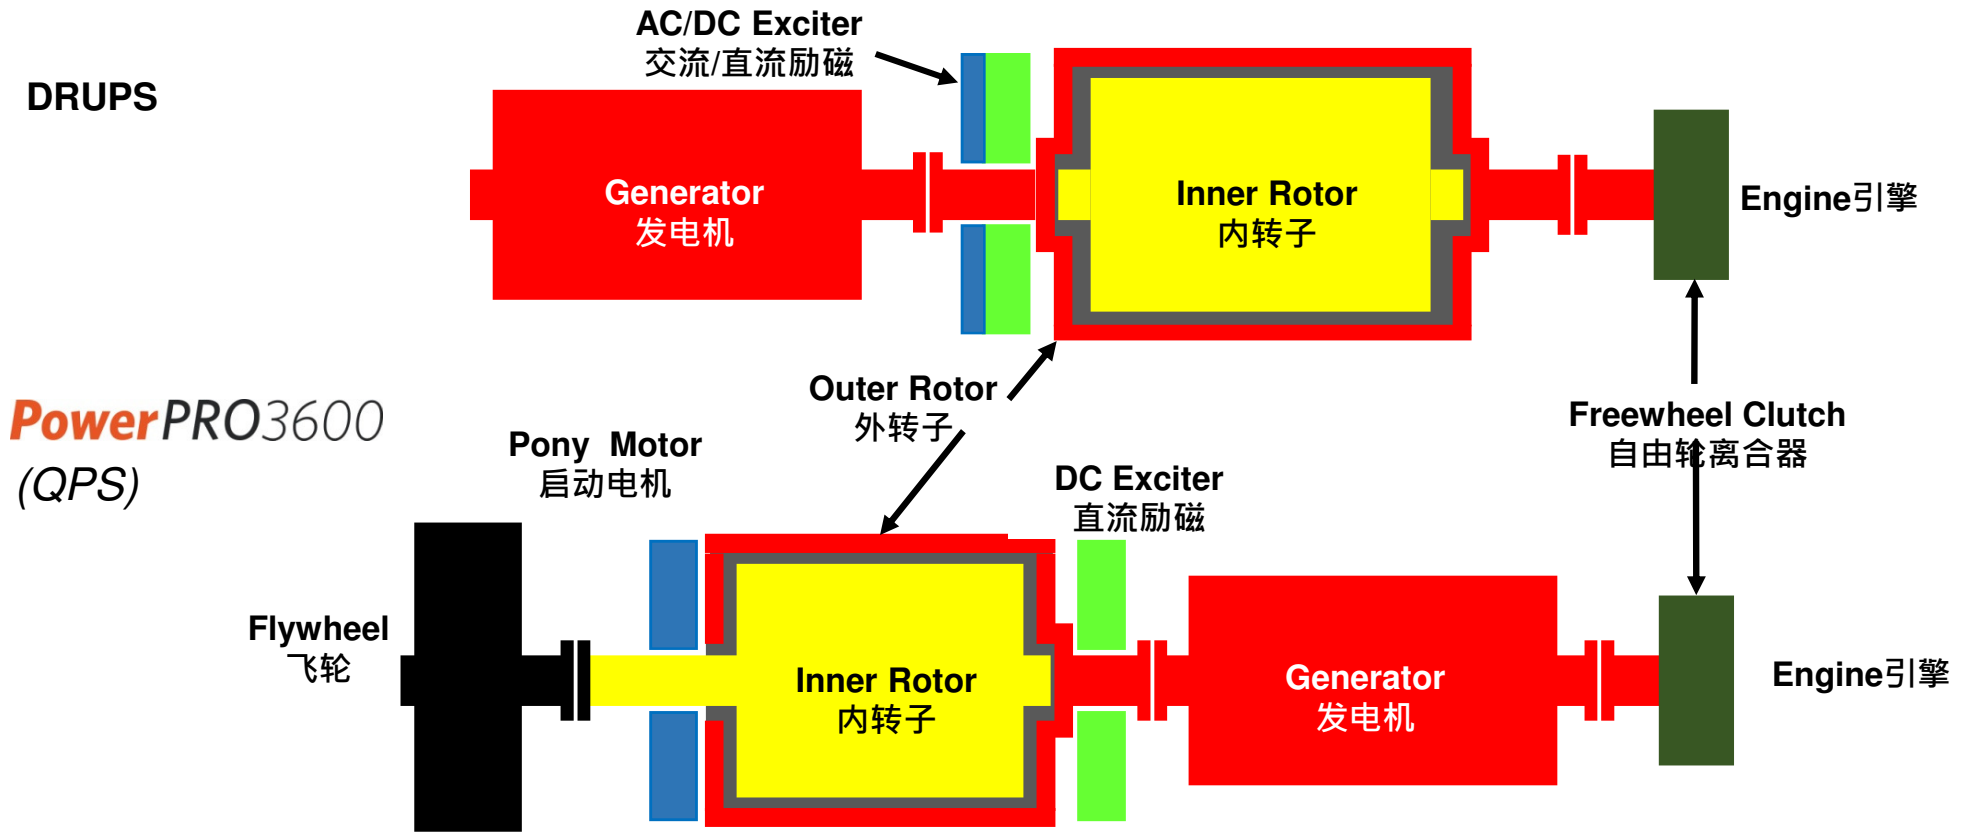 AC/DC Exciter
交流/直流励磁
DRUPS
Generator
发电机
Inner Rotor
内转子
Engine引擎
Outer Rotor
外转子
Freewheel Clutch
自由轮离合器
PowerPRO3600
(QPS)
Pony Motor
启动电机
DC Exciter
直流励磁
Flywheel
飞轮
Inner Rotor
内转子
Generator
发电机
Engine引擎